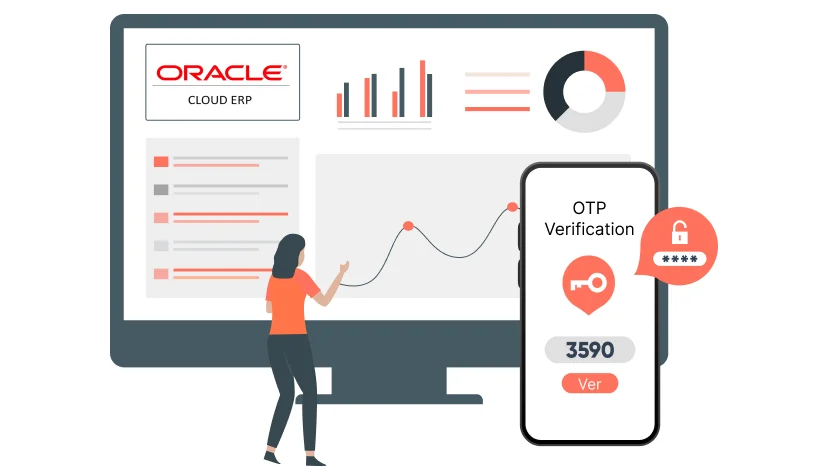 ORACLE®
CLOUD ERP
OTP
Verification
****
3590
Ver